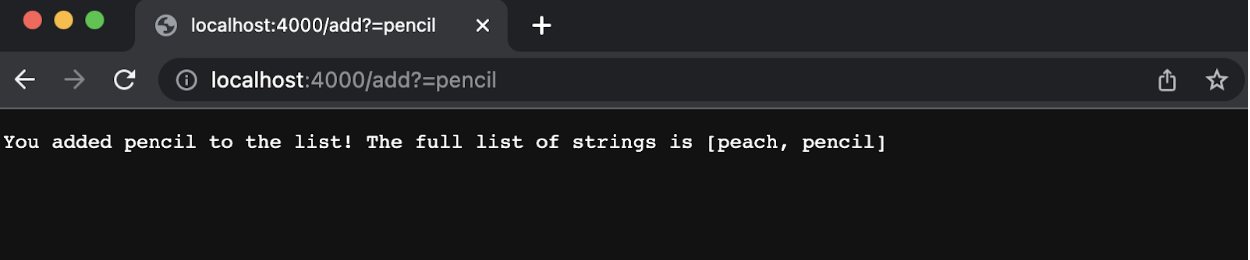 localhost:4000/add?=pencil
localhost:4000/add?=pencil
You added pencil to the list! The full list of strings is [peach, pencil]